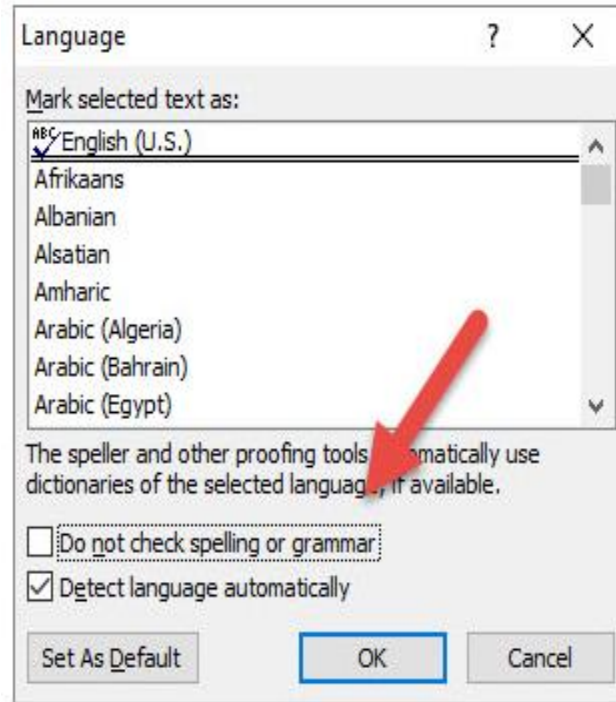 Language ? X
Mark selected text as:
ABC English (U.S.)
Afrikaans
Albanian
Alsatian
Amharic
Arabic (Algeria)
Arabic (Bahrain)
Arabic (Egypt)
The speller and other proofing tools use
dictionaries of the selected language, if available.
Do not check spelling or grammar
Detect language automatically
Set As Default OK Cancel